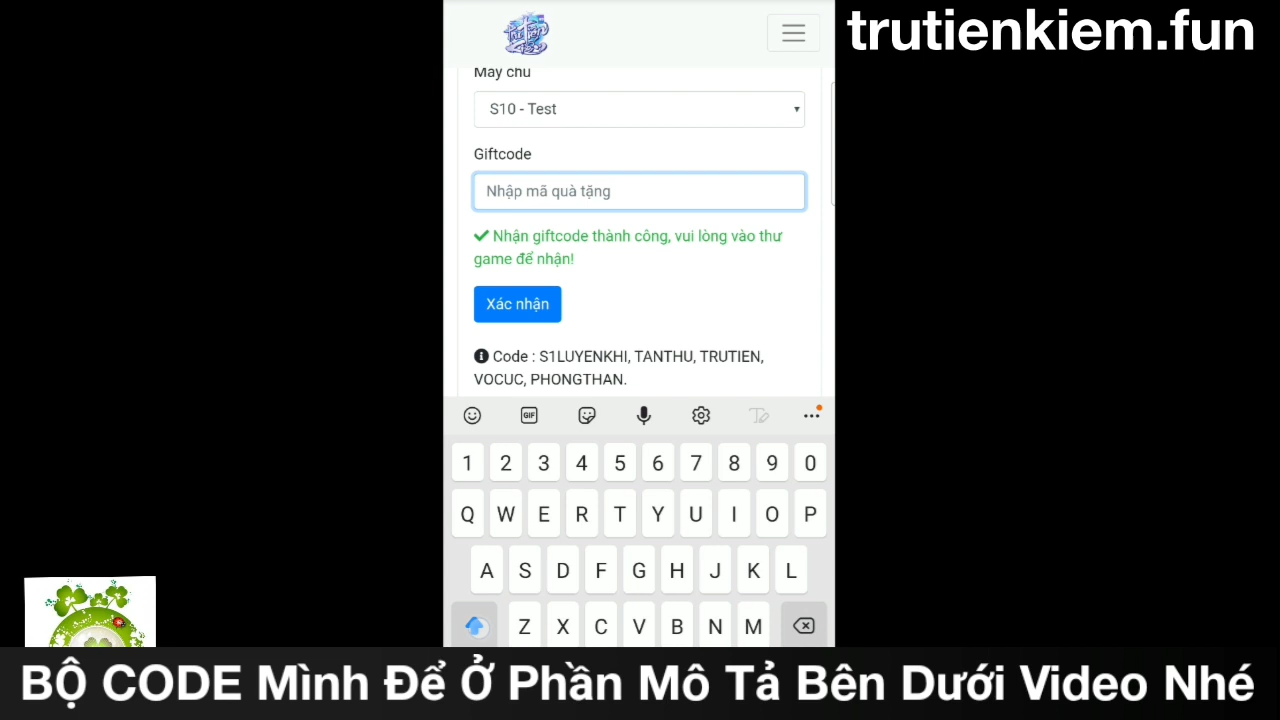 trutienkiem.fun
Máy chủ
S10 - Test
Giftcode
Nhập mã quà tặng
Nhận giftcode thành công, vui lòng vào thư
game để nhận!
Xác nhận
Code : S1LUYENKHI, TANTHU, TRUTIEN,
VOCUC, PHONGTHAN.
GIF
1 2 3 4 5 6 7 8 9 0
Q W E R T Y U I O P
A S D F G H J K L
Z X C V B N M
BỘ CODE Mình Để Ở Phần Mô Tả Bên Dưới Video Nhé